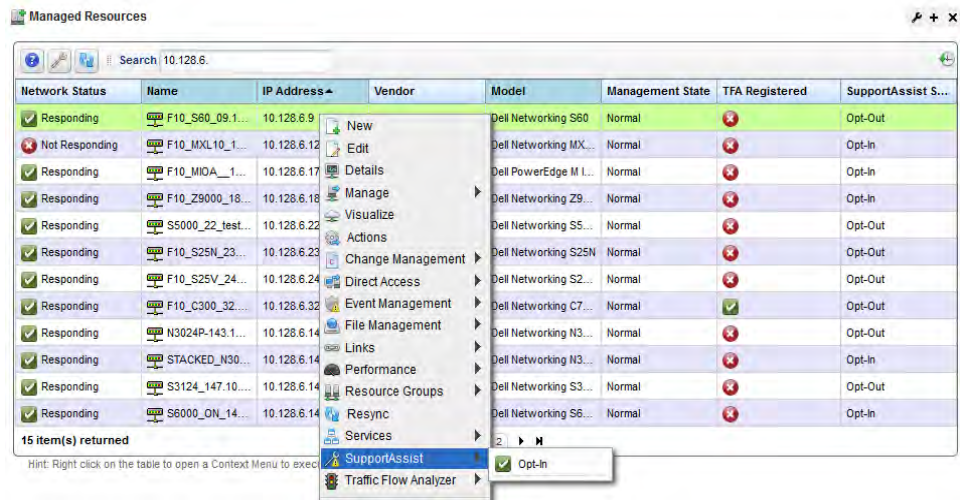 Managed Resources
Search 10.128.6.
Network Status Name IP Address Vendor Model Management State TFA Registered SupportAssist S...
Responding F10_S60_09.1... 10.128.6.9 Dell Networking S60 Normal Opt-Out
Not Responding F10_MXL10_1... 10.128.6.12 Dell Networking MX... Normal Opt-In
Responding F10_MIOA__1... 10.128.6.17 Dell PowerEdge M I... Normal Opt-In
Responding F10_Z9000_18... 10.128.6.18 Dell Networking Z9... Normal Opt-In
Responding S5000_22_test... 10.128.6.22 Dell Networking S5... Normal Opt-Out
Responding F10_S25N_23... 10.128.6.23 Dell Networking S25N Normal Opt-Out
Responding F10_S25V_24... 10.128.6.24 Dell Networking S2... Normal Opt-Out
Responding F10_C300_32... 10.128.6.32 Dell Networking C7... Normal Opt-Out
Responding N3024P-143.1... 10.128.6.14 Dell Networking N3... Normal Opt-In
Responding STACKED_N30... 10.128.6.14 Dell Networking N3... Normal Opt-In
Responding S3124_147.10... 10.128.6.14 Dell Networking S3... Normal Opt-Out
Responding S6000_ON_14... 10.128.6.14 Dell Networking S6... Normal Opt-In
New
Edit
Details
Manage
Visualize
Actions
Change Management
Direct Access
Event Management
File Management
Links
Performance
Resource Groups
Resync
Services
SupportAssist
Traffic Flow Analyzer
Opt-In
15 item(s) returned 2
Hint: Right click on the table to open a Context Menu to